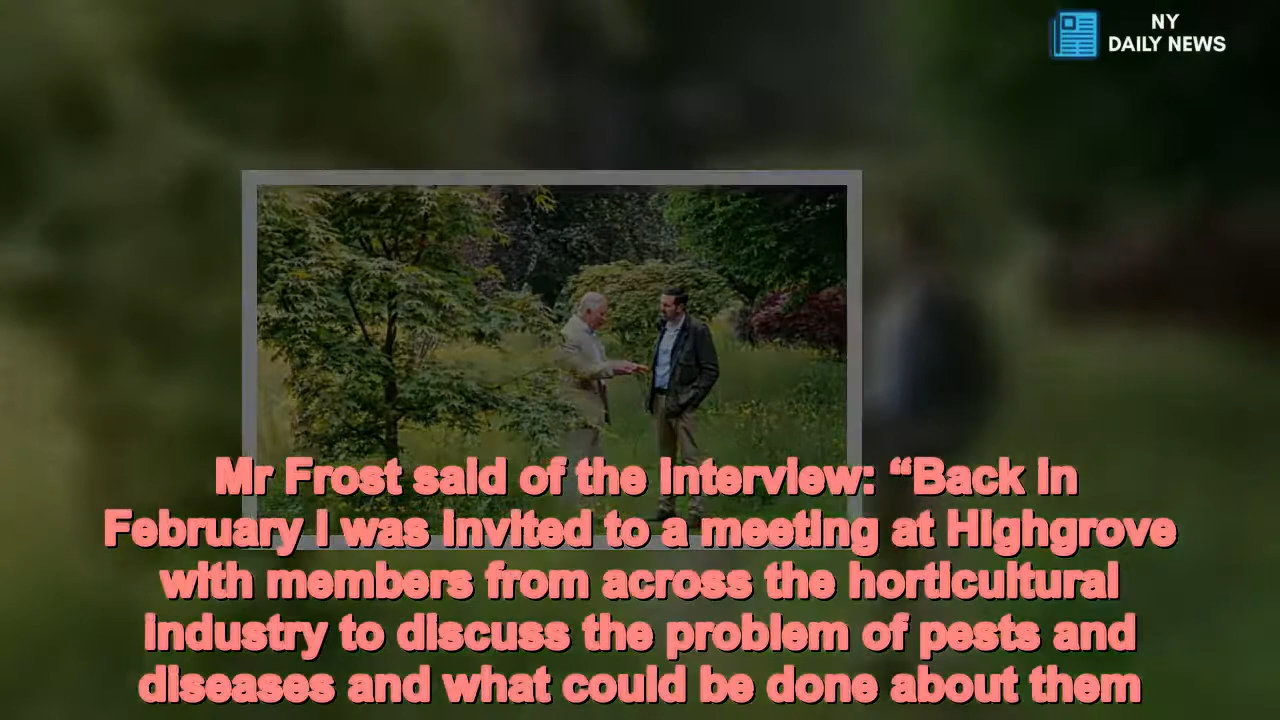 NY
DAILY NEWS
Mr Frost said of the interview: “Back in
February I was invited to a meeting at Highgrove
with members from across the horticultural
industry to discuss the problem of pests and
diseases and what could be done about them